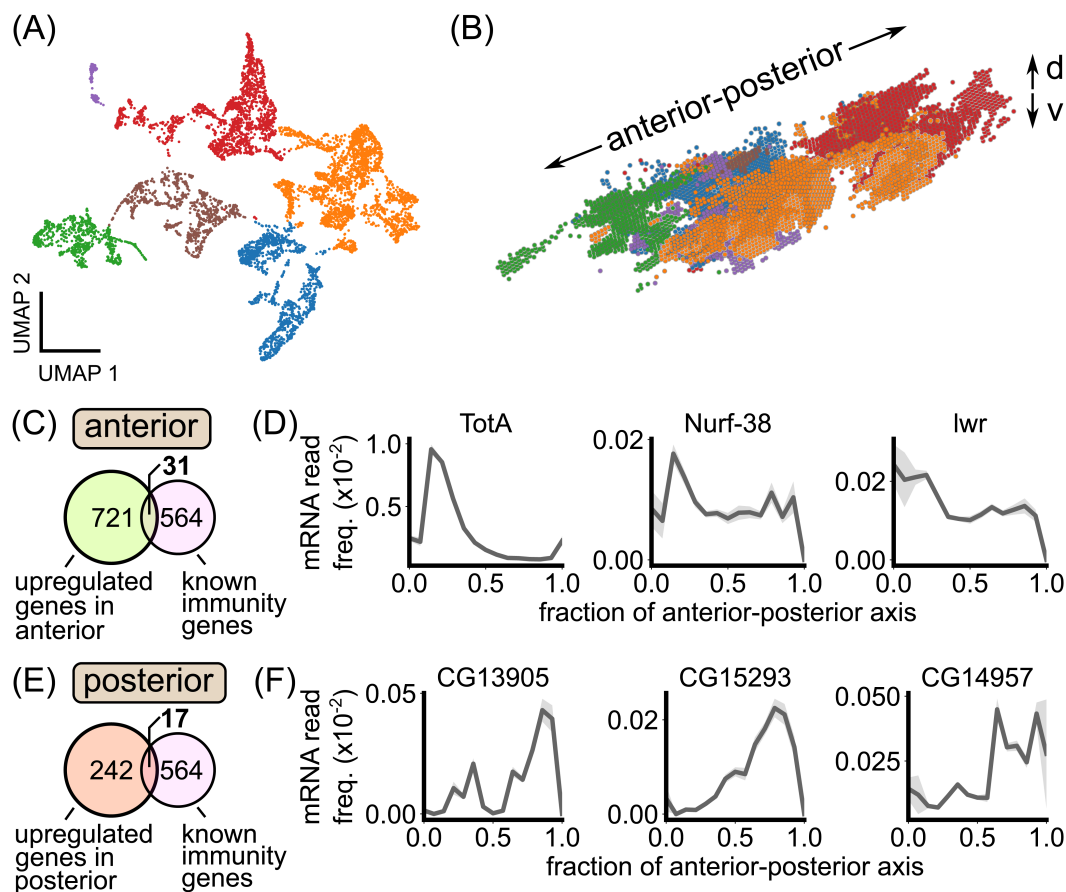 (A)
UMAP 2
UMAP 1
(B)
anterior-posterior
d
v
(C)
anterior
31
721
564
upregulated
genes in
anterior
known
immunity
genes
(D)
TotA
Nurf-38
lwr
mRNA read
freq. (x10-2)
1.0
0.5
0.0
0.5
1.0
0.02
0.00
0.0
0.5
1.0
0.02
0.00
0.0
0.5
1.0
fraction of anterior-posterior axis
(E)
posterior
17
242
564
upregulated
genes in
posterior
known
immunity
genes
(F)
CG13905
CG15293
CG14957
mRNA read
freq. (x10-2)
0.05
0.00
0.0
0.5
1.0
0.02
0.00
0.0
0.5
1.0
0.050
0.025
0.0
0.5
1.0
fraction of anterior-posterior axis